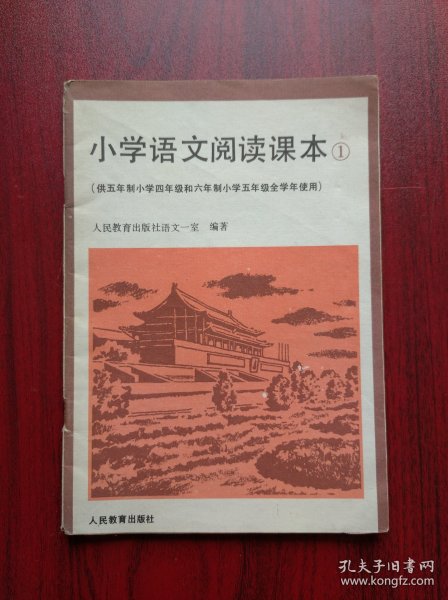 小学语文阅读课本①
(供五年制小学四年级和六年制小学五年级全学年使用)
人民教育出版社语文一室 编著
人民教育出版社
孔夫子旧书网
www.kongfz.com